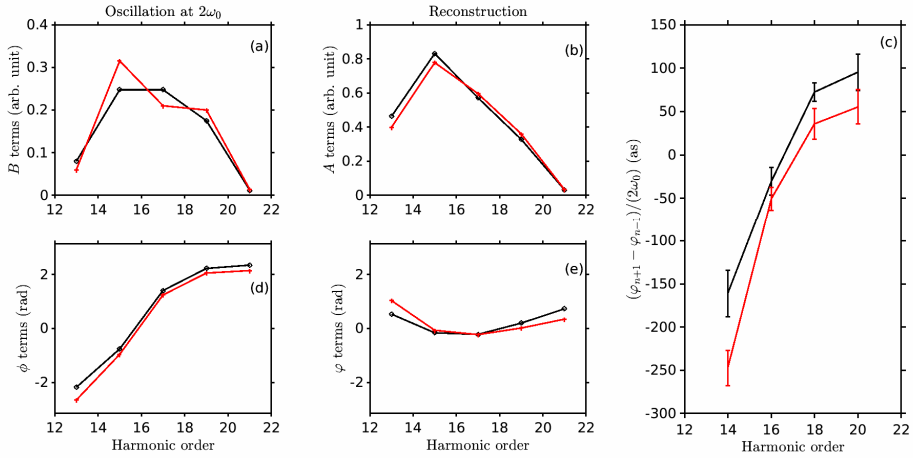 Oscillation at 2ω₀
Reconstruction
(a)
B terms (arb. unit)
0.4
0.3
0.2
0.1
0
12 14 16 18 20 22
(b)
A terms (arb. unit)
1
0.8
0.6
0.4
0.2
0
12 14 16 18 20 22
(c)
(φₙ₊₁ − φₙ₋₁)/(2ω₀) (as)
150
100
50
0
-50
-100
-150
-200
-250
-300
12 14 16 18 20 22
Harmonic order
(d)
ϕ terms (rad)
2
0
-2
12 14 16 18 20 22
Harmonic order
(e)
φ terms (rad)
2
0
-2
12 14 16 18 20 22
Harmonic order